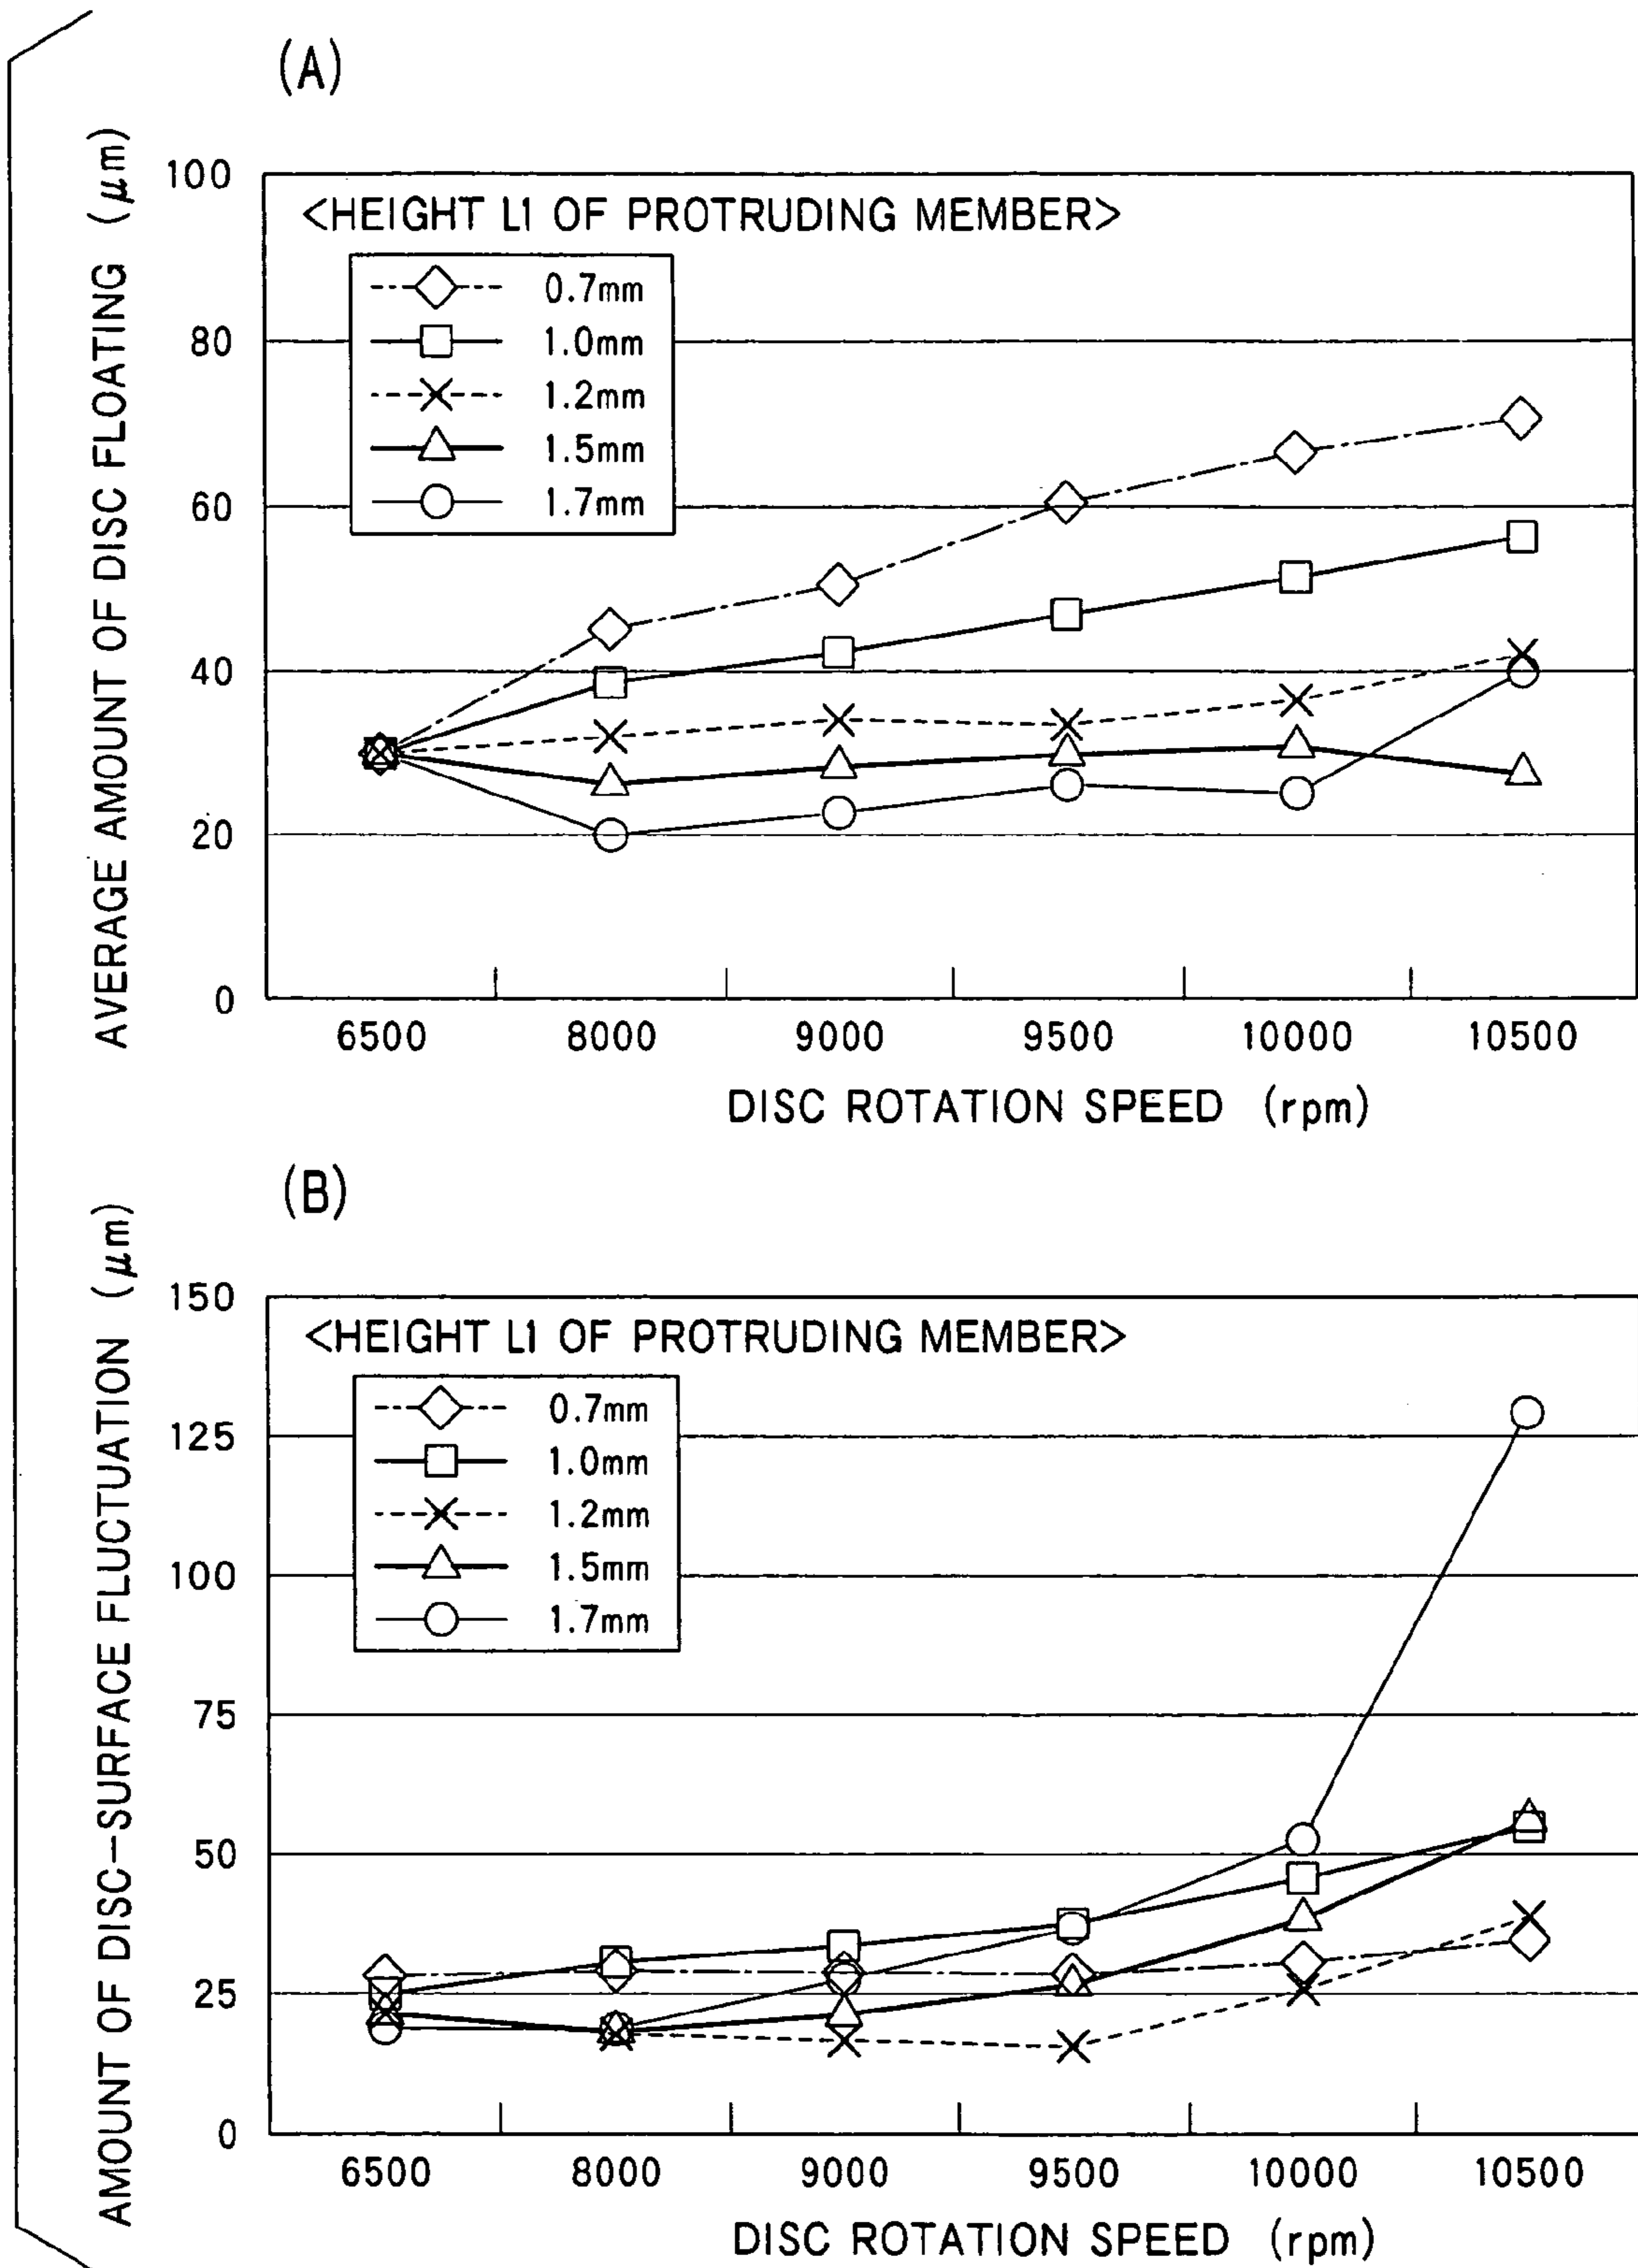 (A)
AVERAGE AMOUNT OF DISC FLOATING (μm)
100
80
60
40
20
0
<HEIGHT L1 OF PROTRUDING MEMBER>
0.7mm
1.0mm
1.2mm
1.5mm
1.7mm
6500 8000 9000 9500 10000 10500
DISC ROTATION SPEED (rpm)
(B)
AMOUNT OF DISC-SURFACE FLUCTUATION (μm)
150
125
100
75
50
25
0
<HEIGHT L1 OF PROTRUDING MEMBER>
0.7mm
1.0mm
1.2mm
1.5mm
1.7mm
6500 8000 9000 9500 10000 10500
DISC ROTATION SPEED (rpm)